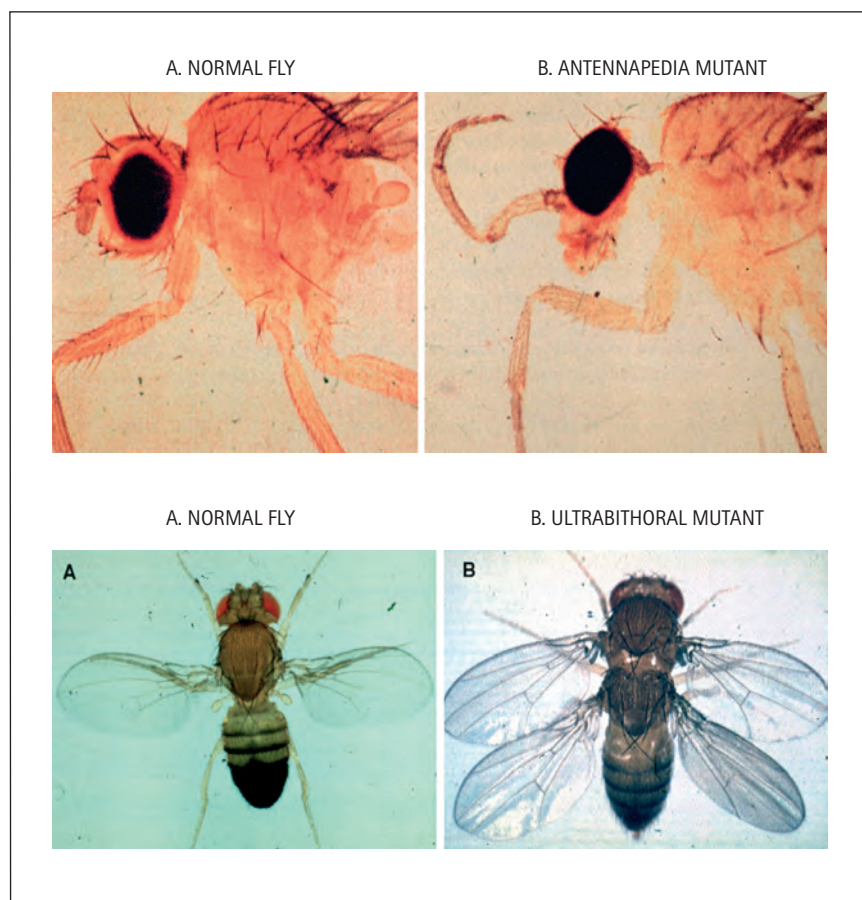 A. NORMAL FLY
B. ANTENNAPEDIA MUTANT
A. NORMAL FLY
B. ULTRABITHORAL MUTANT
A
B